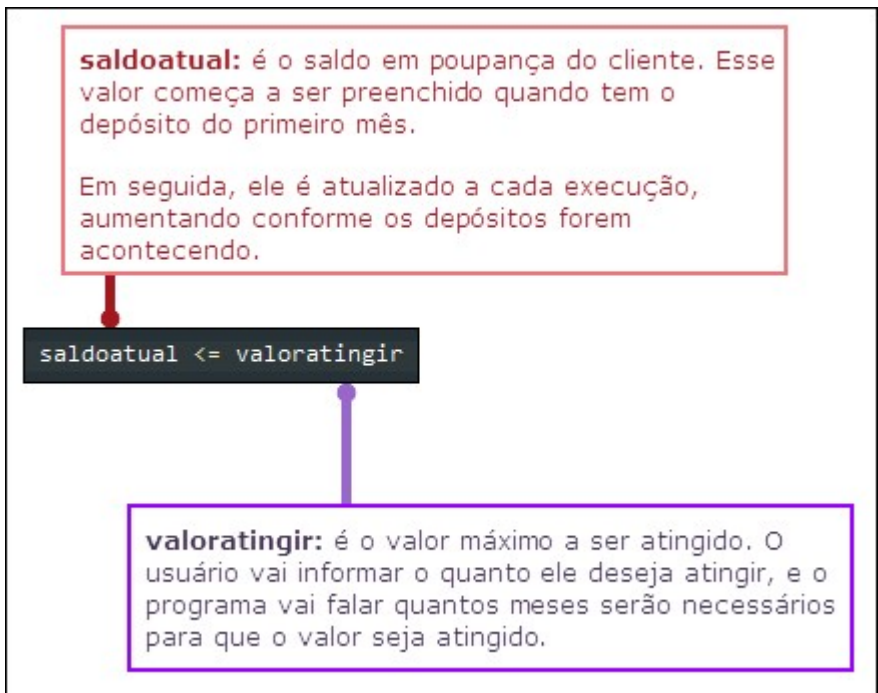 saldoatual: é o saldo em poupança do cliente. Esse
valor começa a ser preenchido quando tem o
depósito do primeiro mês.
Em seguida, ele é atualizado a cada execução,
aumentando conforme os depósitos forem
acontecendo.
saldoatual <= valoratingir
valoratingir: é o valor máximo a ser atingido. O
usuário vai informar o quanto ele deseja atingir, e o
programa vai falar quantos meses serão necessários
para que o valor seja atingido.